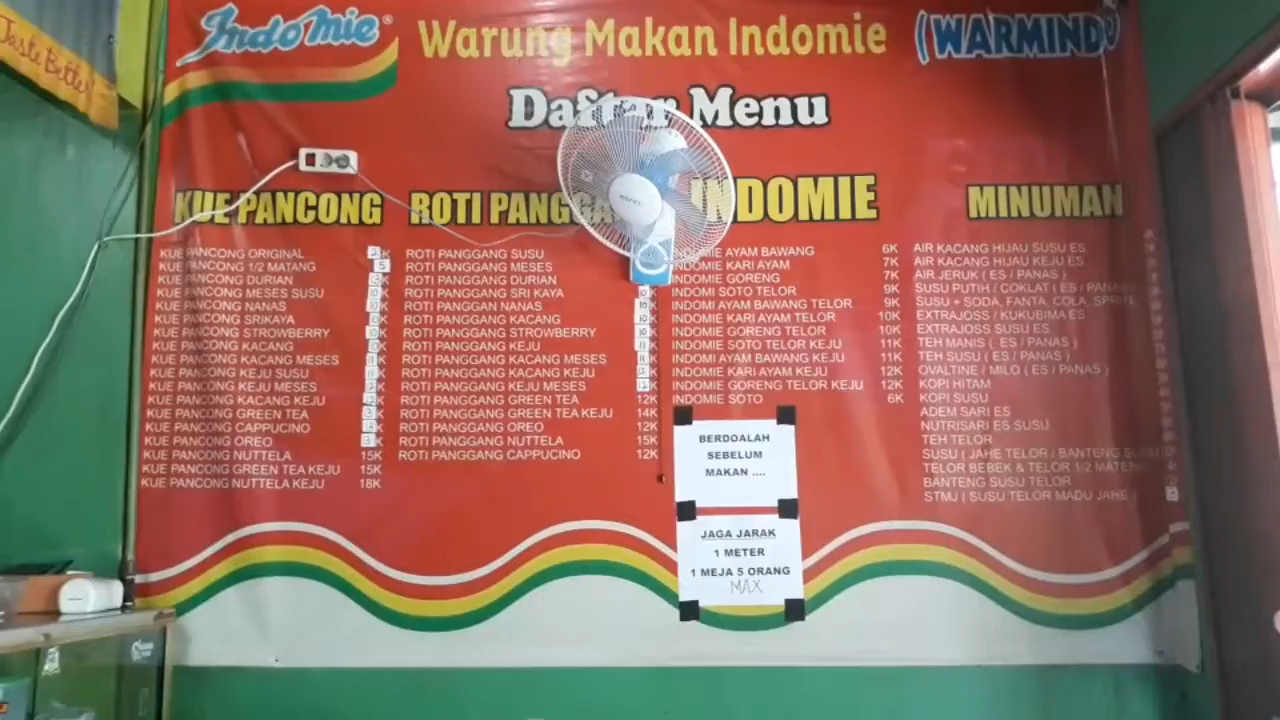 Taste Better
Indomie
Warung Makan Indomie (WARMINDO)
Daftar Menu
KUE PANCONG
KUE PANCONG ORIGINAL
KUE PANCONG 1/2 MATANG 5
KUE PANCONG DURIAN
KUE PANCONG MESES SUSU
KUE PANCONG NANAS
KUE PANCONG SRIKAYA
KUE PANCONG STROWBERRY
KUE PANCONG KACANG
KUE PANCONG KACANG MESES
KUE PANCONG KEJU SUSU
KUE PANCONG KEJU MESES
KUE PANCONG KACANG KEJU
KUE PANCONG GREEN TEA
KUE PANCONG CAPPUCINO
KUE PANCONG OREO
KUE PANCONG NUTTELA 15K
KUE PANCONG GREEN TEA KEJU 15K
KUE PANCONG NUTTELA KEJU 18K
ROTI PANGGA
ROTI PANGGANG SUSU
ROTI PANGGANG MESES
ROTI PANGGANG DURIAN
ROTI PANGGANG SRI KAYA
ROTI PANGGAN NANAS
ROTI PANGGANG KACANG
ROTI PANGGANG STROWBERRY
ROTI PANGGANG KEJU
ROTI PANGGANG KACANG MESES
ROTI PANGGANG KACANG KEJU
ROTI PANGGANG KEJU MESES
ROTI PANGGANG GREEN TEA 12K
ROTI PANGGANG GREEN TEA KEJU 14K
ROTI PANGGANG OREO 12K
ROTI PANGGANG NUTTELA 15K
ROTI PANGGANG CAPPUCINO 12K
INDOMIE
INDOMIE AYAM BAWANG 6K
INDOMIE KARI AYAM 7K
INDOMIE GORENG 7K
INDOMI SOTO TELOR 9K
INDOMI AYAM BAWANG TELOR 9K
INDOMIE KARI AYAM TELOR 10K
INDOMIE GORENG TELOR 10K
INDOMIE SOTO TELOR KEJU 11K
INDOMI AYAM BAWANG KEJU 11K
INDOMIE KARI AYAM KEJU 12K
INDOMIE GORENG TELOR KEJU 12K
INDOMIE SOTO 6K
MINUMAN
AIR KACANG HIJAU SUSU ES
AIR KACANG HIJAU KEJU ES
AIR JERUK ( ES / PANAS )
SUSU PUTIH / COKLAT ( ES / PANAS
SUSU + SODA, FANTA, COLA, SPRITE
EXTRAJOSS / KUKUBIMA ES
EXTRAJOSS SUSU ES
TEH MANIS ( ES / PANAS )
TEH SUSU ( ES / PANAS )
OVALTINE / MILO ( ES / PANAS )
KOPI HITAM
KOPI SUSU
ADEM SARI ES
NUTRISARI ES SUSU
TEH TELOR
SUSU ( JAHE TELOR / BANTENG
TELOR BEBEK & TELOR 1/2 MATENG
BANTENG SUSU TELOR
STMJ ( SUSU TELOR MADU JAHE )
BERDOALAH
SEBELUM
MAKAN ....
JAGA JARAK
1 METER
1 MEJA 5 ORANG
MAX